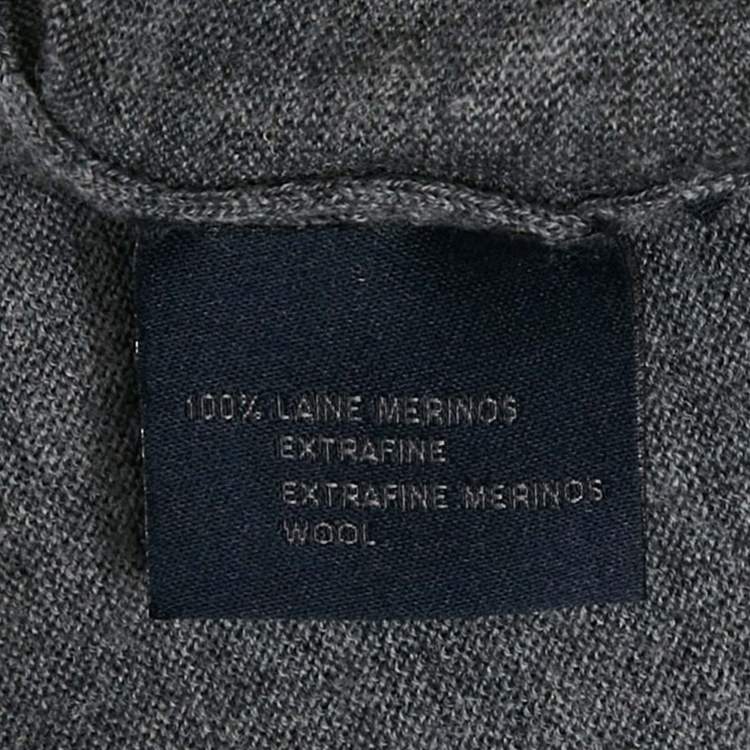 100% LAINE MERINOS
EXTRAFINE
EXTRAFINE MERINOS
WOOL